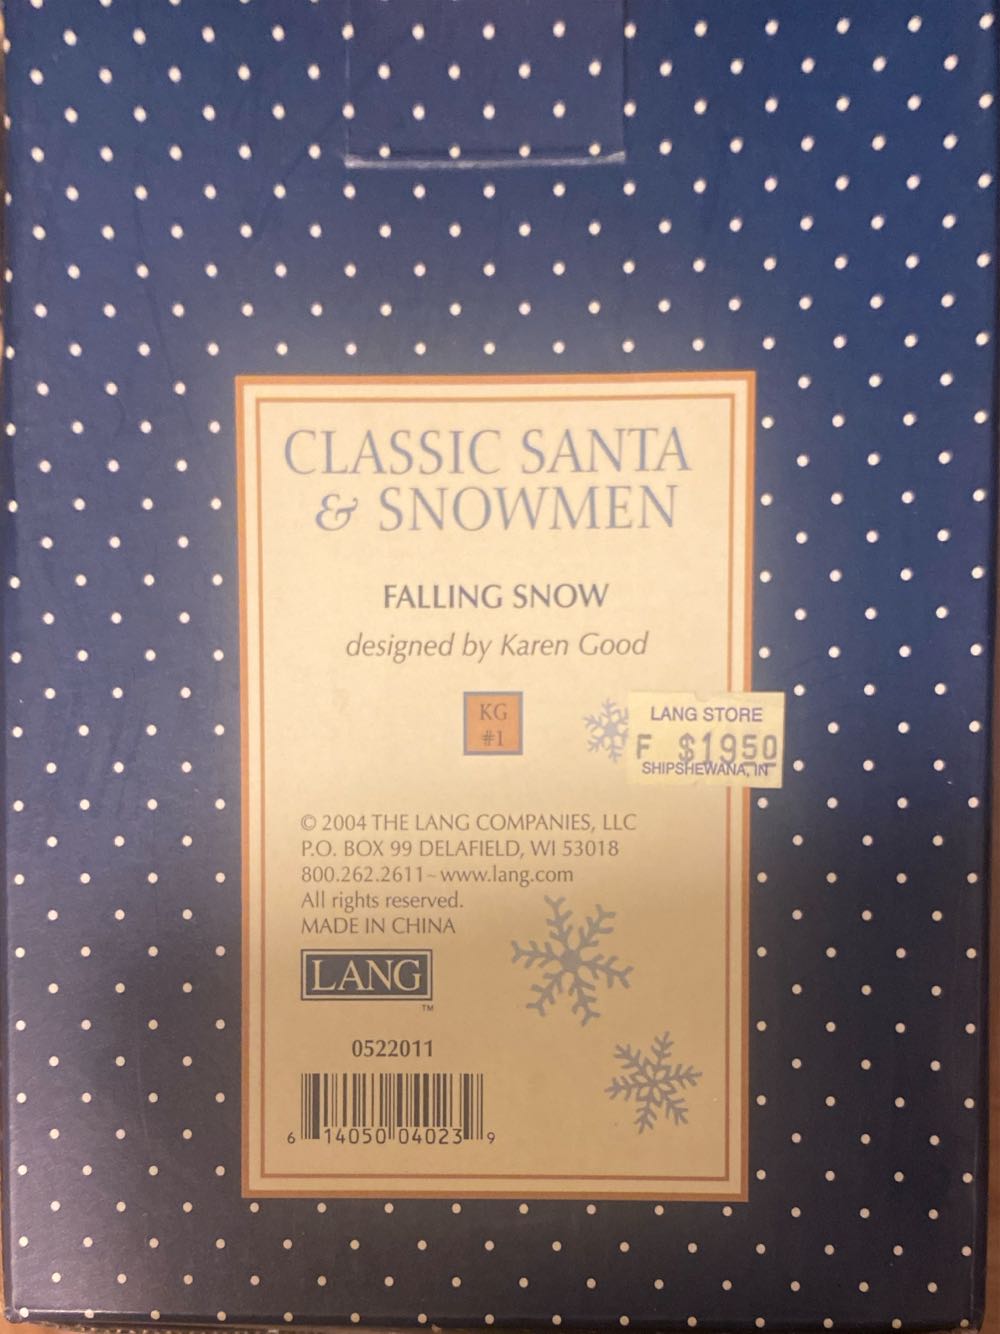 CLASSIC SANTA
& SNOWMEN
FALLING SNOW
designed by Karen Good
KG
#1
LANG STORE
F $1950
SHIPSHEWANA, IN
© 2004 THE LANG COMPANIES, LLC
P.O. BOX 99 DELAFIELD, WI 53018
800.262.2611~www.lang.com
All rights reserved.
MADE IN CHINA
LANG
TM
0522011
6 14050 04023 9